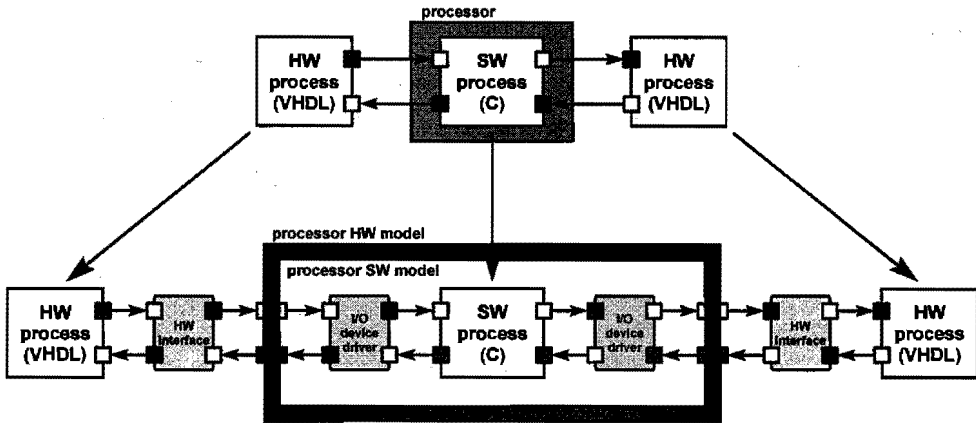 processor
HW
process
(VHDL)
SW
process
(C)
HW
process
(VHDL)
processor HW model
processor SW model
HW
process
(VHDL)
HW
Interface
I/O
device
driver
SW
process
(C)
I/O
device
driver
HW
Interface
HW
process
(VHDL)